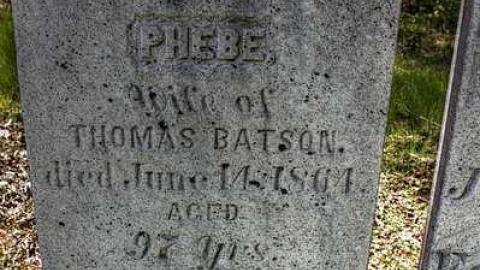 PHEBE,
Wife of
THOMAS BATSON.
died June 14, 1864.
AGED
97 Yrs.